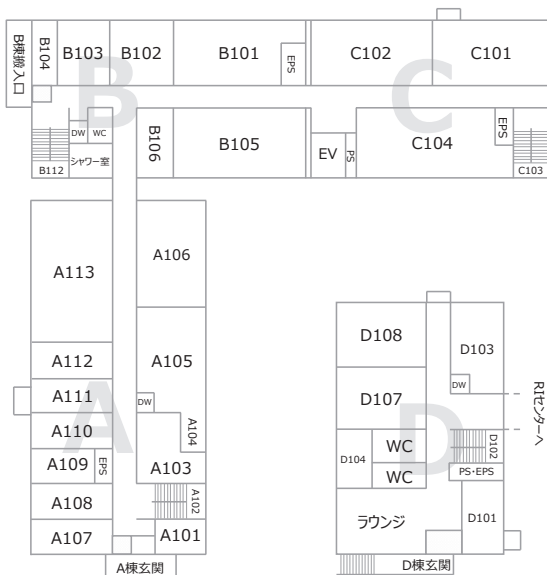 B棟搬入口
B104
B103
B102
B101
EPS
C102
C101
B
C
DW
WC
シャワー室
B112
B106
B105
EV
PS
C104
EPS
C103
A113
A106
A112
A105
A111
DW
A110
A104
A
A109
EPS
A103
A108
A102
A107
A101
A棟玄関
D108
D103
DW
D107
RIセンターへ
D
D104
WC
WC
D102
PS・EPS
ラウンジ
D101
D棟玄関